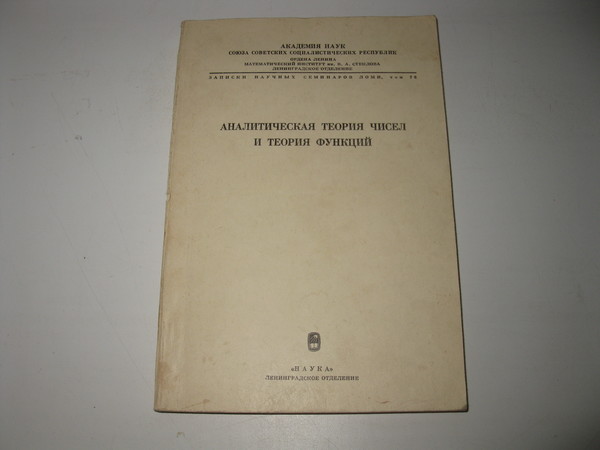 АКАДЕМИЯ НАУК
СОЮЗА СОВЕТСКИХ СОЦИАЛИСТИЧЕСКИХ РЕСПУБЛИК
ОРДЕНА ЛЕНИНА
МАТЕМАТИЧЕСКИЙ ИНСТИТУТ им. В. А. СТЕКЛОВА
ЛЕНИНГРАДСКОЕ ОТДЕЛЕНИЕ
ЗАПИСКИ НАУЧНЫХ СЕМИНАРОВ ЛОМИ, том
АНАЛИТИЧЕСКАЯ ТЕОРИЯ ЧИСЕЛ
И ТЕОРИЯ ФУНКЦИЙ
«НАУКА»
ЛЕНИНГРАДСКОЕ ОТДЕЛЕНИЕ